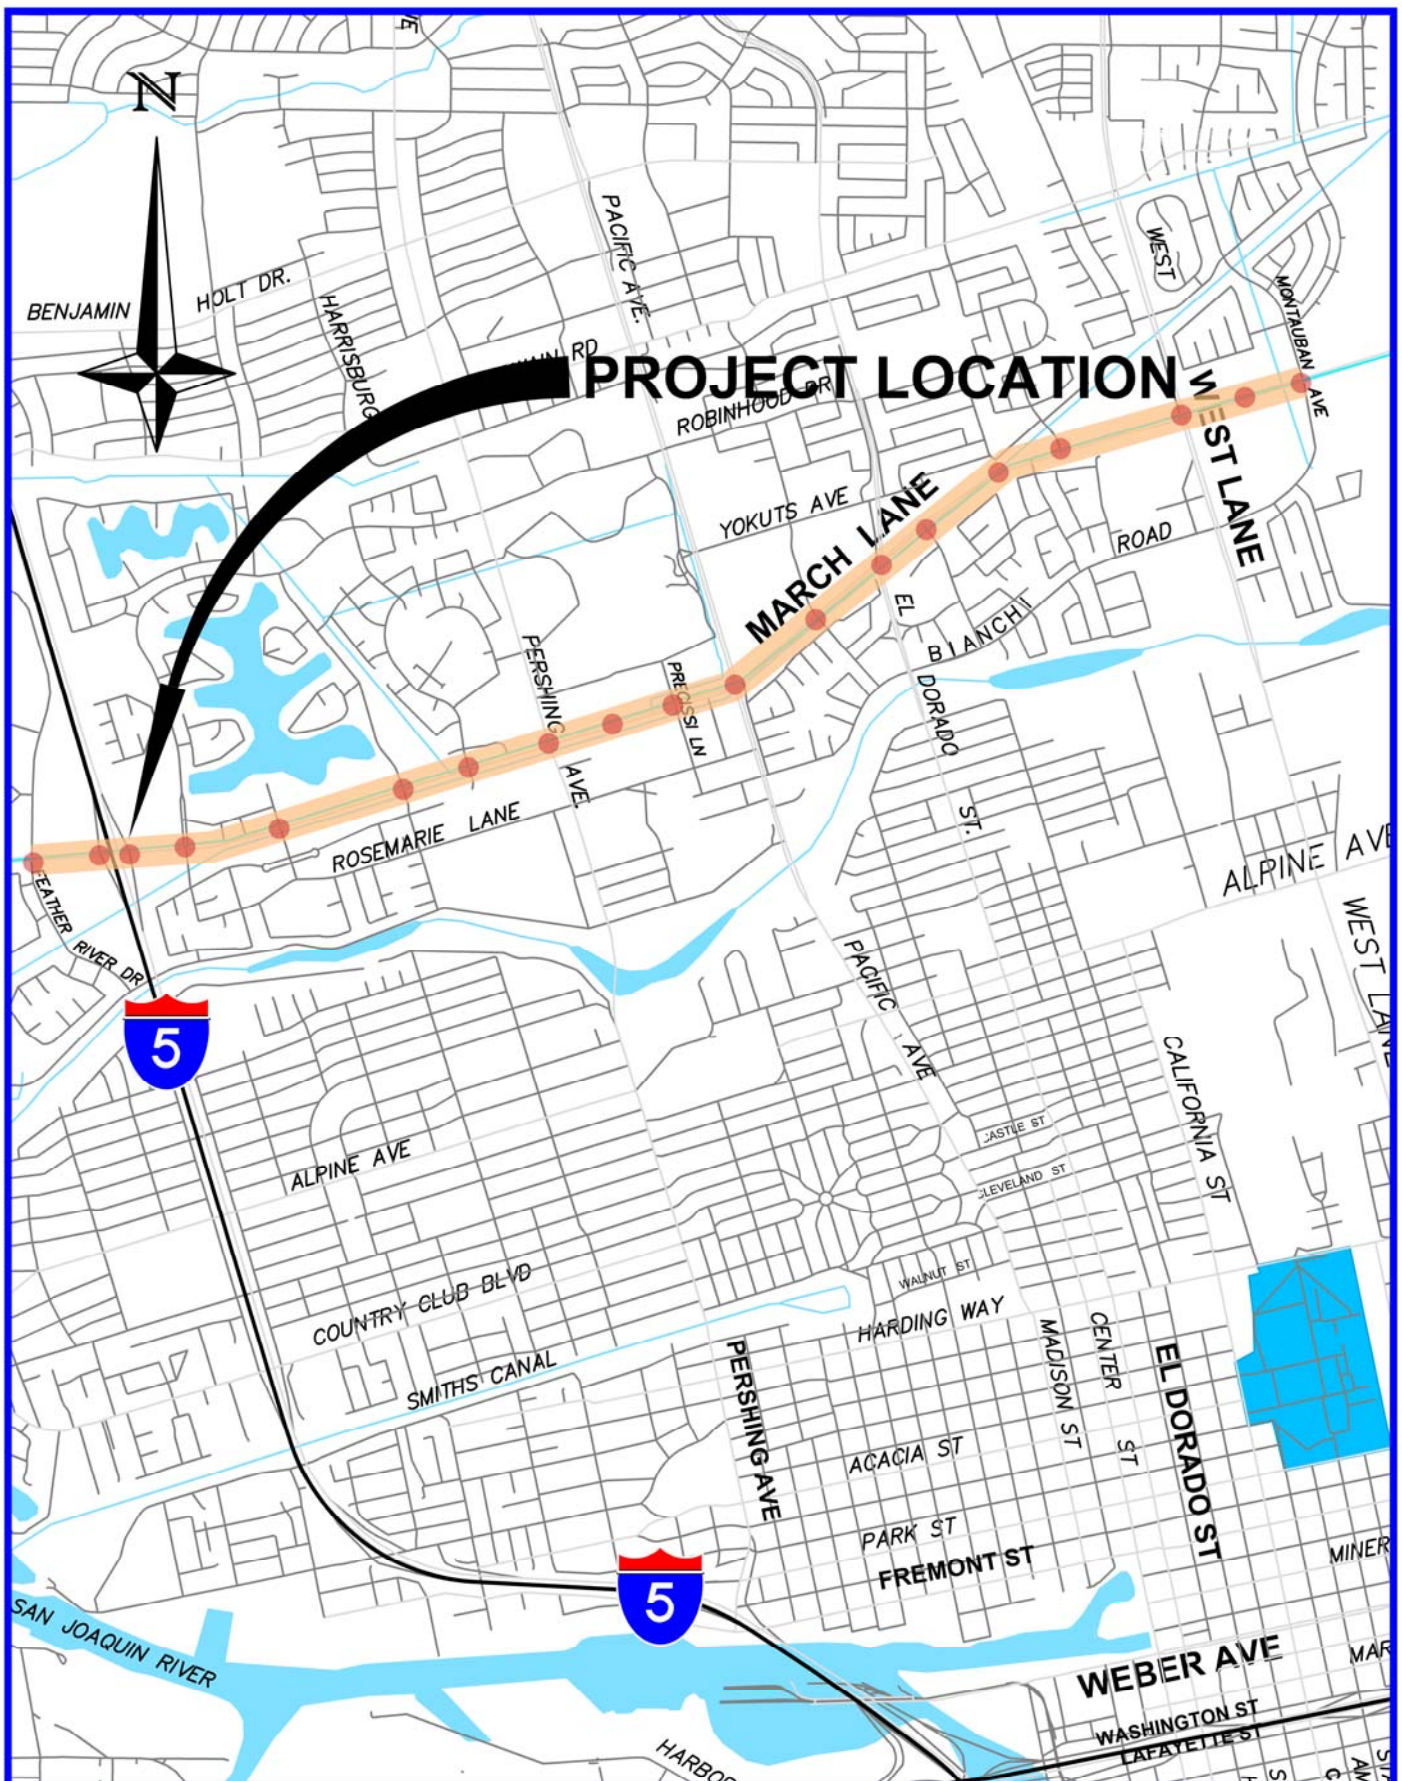 N
BENJAMIN
HOLT DR.
HARRISBURG
PACIFIC AVE.
WEST
MONTAUBAN AVE
RD
PROJECT LOCATION
ROBINHOOD DR
WEST LANE
YOKUTS AVE
MARCH LANE
ROAD
BIANCHI
EL DORADO ST.
PERSHING AVE.
PRECISSI LN
ROSEMARIE LANE
FEATHER RIVER DR
ALPINE AVE
WEST LANE
PACIFIC AVE
5
CALIFORNIA ST
CASTLE ST
CLEVELAND ST
ALPINE AVE
WALNUT ST
COUNTRY CLUB BLVD
HARDING WAY
SMITHS CANAL
MADISON ST
CENTER ST
EL DORADO ST
PERSHING AVE
ACACIA ST
PARK ST
FREMONT ST
MINER
5
SAN JOAQUIN RIVER
WEBER AVE
MAR
WASHINGTON ST
LAFAYETTE ST
HARBOR